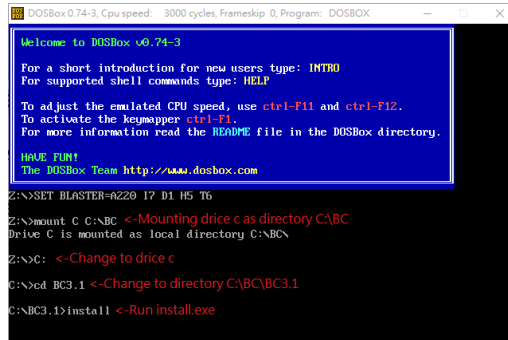 DOSBox 0.74-3, Cpu speed:    3000 cycles, Frameskip  0, Program:   DOSBOX
Welcome to DOSBox v0.74-3
For a short introduction for new users type: INTRO
For supported shell commands type: HELP
To adjust the emulated CPU speed, use ctrl-F11 and ctrl-F12.
To activate the keymapper ctrl-F1.
For more information read the README file in the DOSBox directory.
HAVE FUN!
The DOSBox Team http://www.dosbox.com
Z:\>SET BLASTER=A220 I7 D1 H5 T6
Z:\>mount C C:\BC <-Mounting drice c as directory C:\BC
Drive C is mounted as local directory C:\BC\
Z:\>C: <-Change to drice c
C:\>cd BC3.1 <-Change to directory C:\BC\BC3.1
C:\BC3.1>install <-Run install.exe